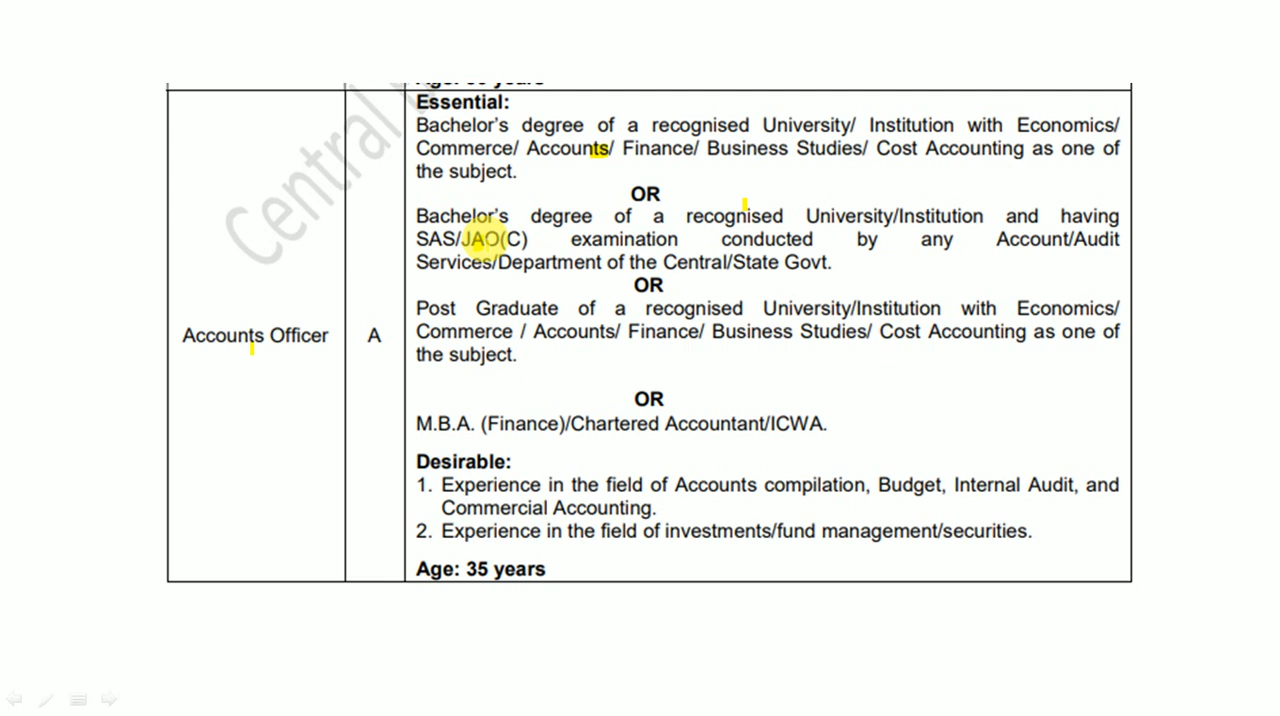 Essential:
Bachelor's degree of a recognised University/ Institution with Economics/
Commerce/ Accounts/ Finance/ Business Studies/ Cost Accounting as one of
the subject.
OR
Bachelor's degree of a recognised University/Institution and having
SAS/JAO(C) examination conducted by any Account/Audit
Services/Department of the Central/State Govt.
OR
Post Graduate of a recognised University/Institution with Economics/
Accounts Officer A Commerce / Accounts/ Finance/ Business Studies/ Cost Accounting as one of
the subject.
OR
M.B.A. (Finance)/Chartered Accountant/ICWA.
Desirable:
1. Experience in the field of Accounts compilation, Budget, Internal Audit, and
Commercial Accounting.
2. Experience in the field of investments/fund management/securities.
Age: 35 years
Central